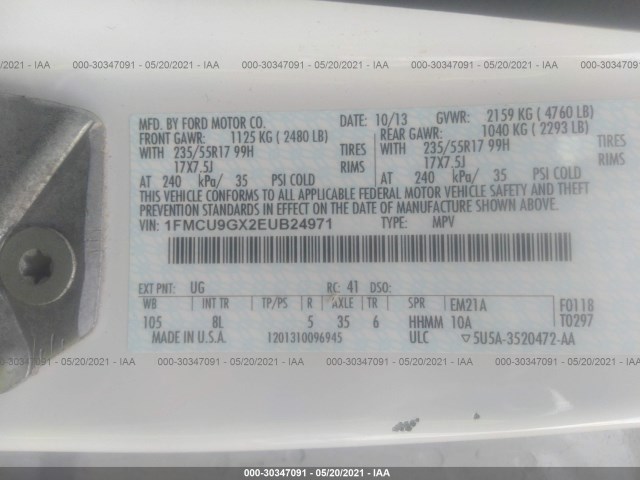 000-30347091 - 05/20/2021 - IAA
MFD. BY FORD MOTOR CO. DATE: 10/13 GVWR: 2159 KG ( 4760 LB)
FRONT GAWR: 1125 KG ( 2480 LB) REAR GAWR: 1040 KG ( 2293 LB)
WITH 235/55R17 99H TIRES WITH 235/55R17 99H TIRES
17X7.5J RIMS 17X7.5J RIMS
AT 240 kPa/ 35 PSI COLD AT 240 kPa/ 35 PSI COLD
THIS VEHICLE CONFORMS TO ALL APPLICABLE FEDERAL MOTOR VEHICLE SAFETY AND THEFT
PREVENTION STANDARDS IN EFFECT ON THE DATE OF MANUFACTURE SHOWN ABOVE.
VIN: 1FMCU9GX2EUB24971 TYPE: MPV
EXT PNT: UG RC: 41 DSO:
WB INT TR TP/PS R AXLE TR SPR EM21A F0118
105 8L 5 35 6 HHMM 10A T0297
MADE IN U.S.A. 1201310096945 ULC ▽5U5A-3520472-AA
000-30347091 - 05/20/2021 - IAA